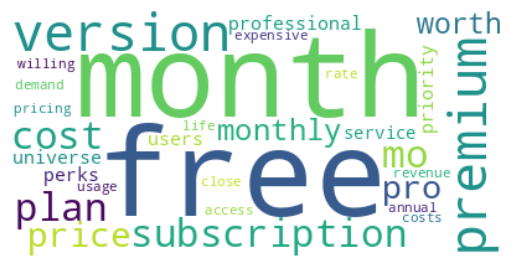 version
professional
worth
expensive
willing
month
rate
demand
pricing
priority
premium
cost
life
monthly
service
users
universe
free
mo
perks
revenue
usage
close
pro
plan
access
annual
costs
price
subscription